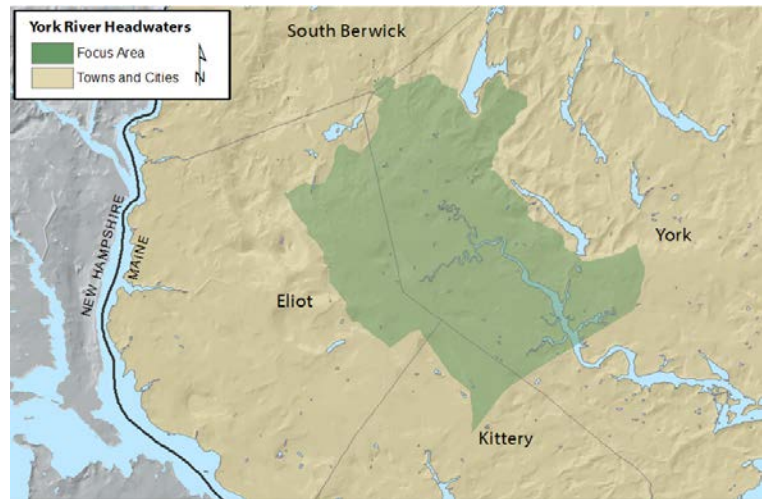 York River Headwaters
Focus Area
Towns and Cities
N
South Berwick
NEW HAMPSHIRE
MAINE
York
Eliot
Kittery